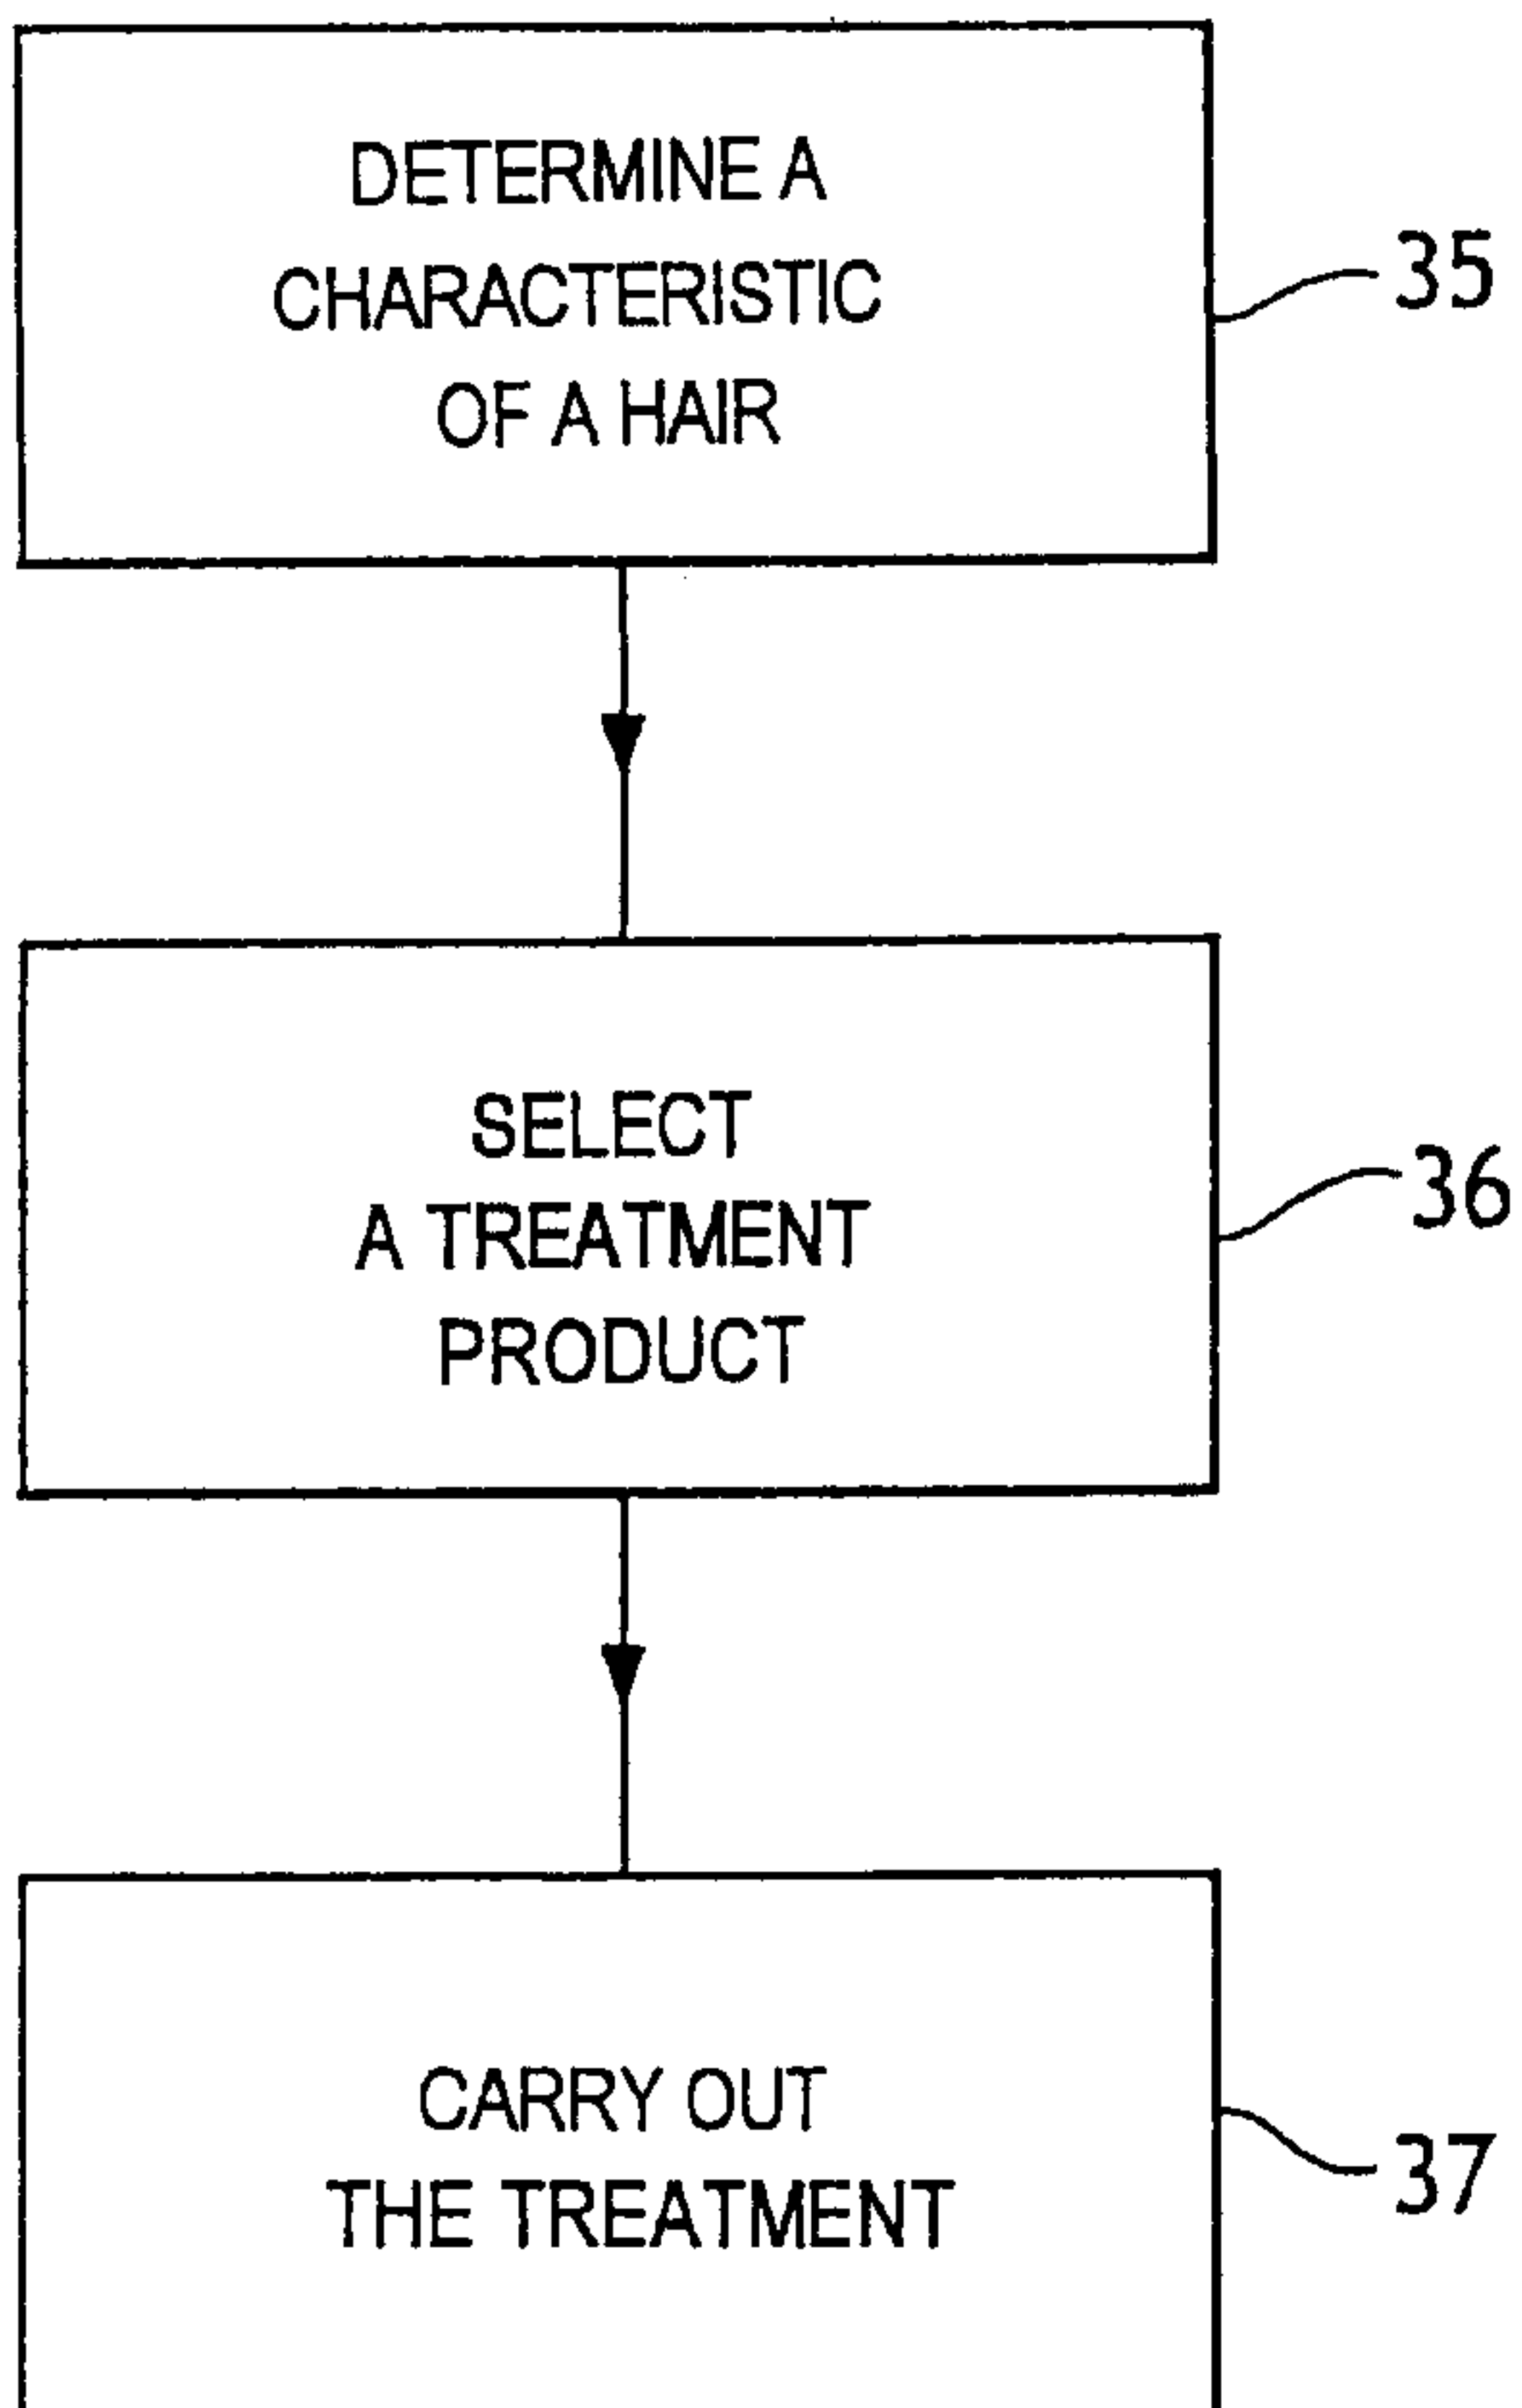 DETERMINE A
CHARACTERISTIC
OF A HAIR
35
SELECT
A TREATMENT
PRODUCT
36
CARRY OUT
THE TREATMENT
37